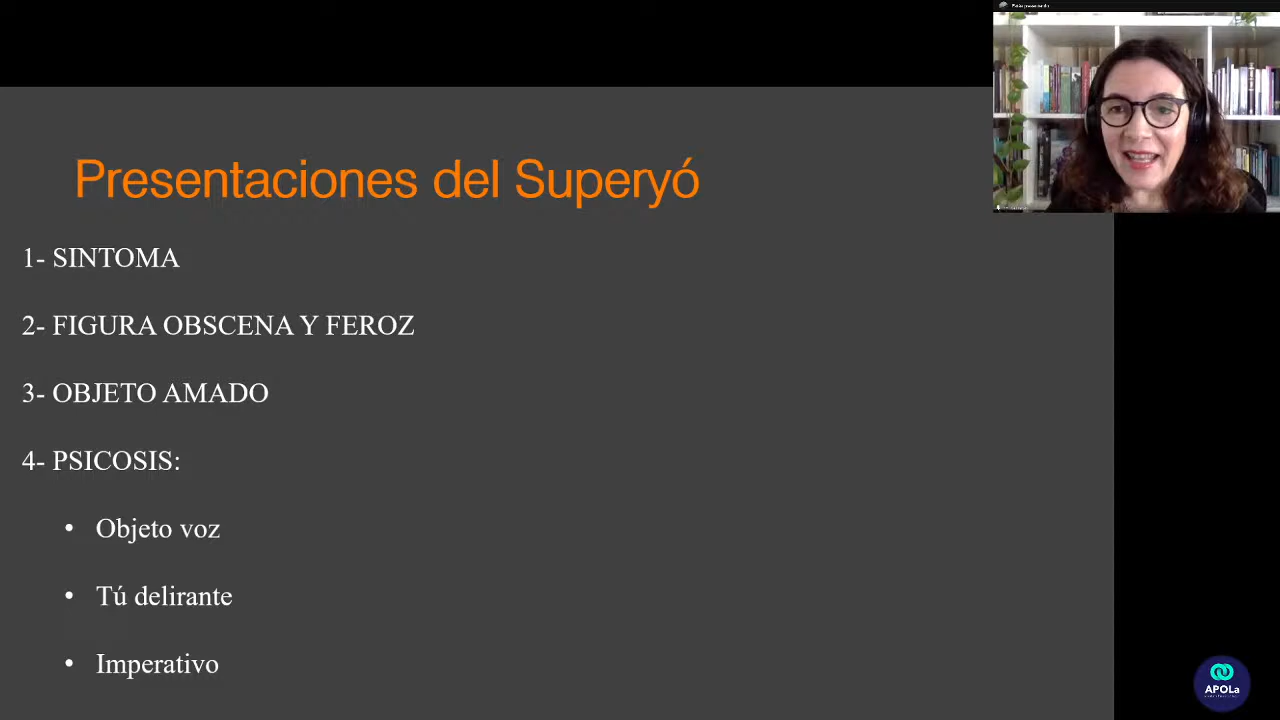 Presentaciones del Superyó
1- SINTOMA
2- FIGURA OBSCENA Y FEROZ
3- OBJETO AMADO
4- PSICOSIS:
• Objeto voz
• Tú delirante
• Imperativo
APOLa